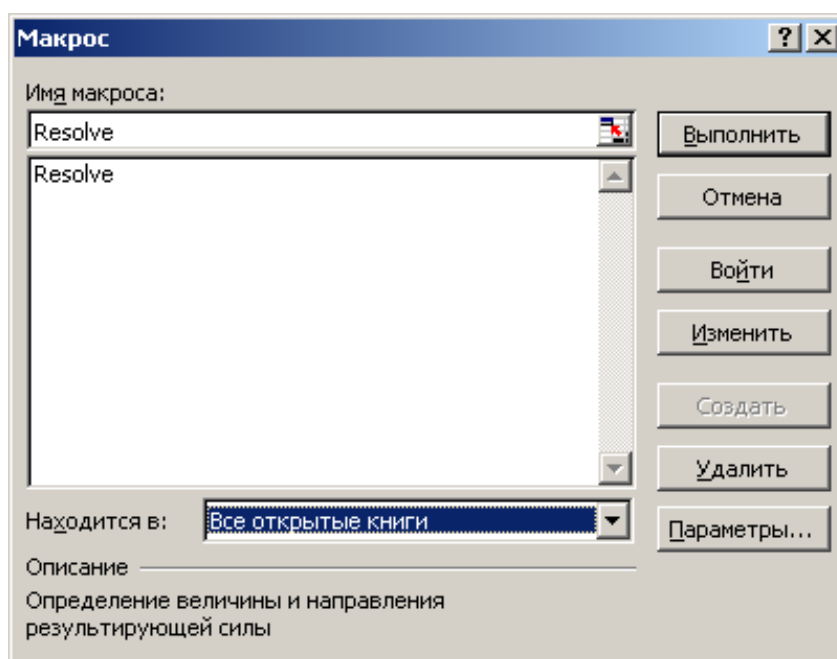 Макрос
Имя макроса:
Resolve
Resolve
Выполнить
Отмена
Войти
Изменить
Создать
Удалить
Параметры...
Находится в:
Все открытые книги
Описание
Определение величины и направления
результирующей силы